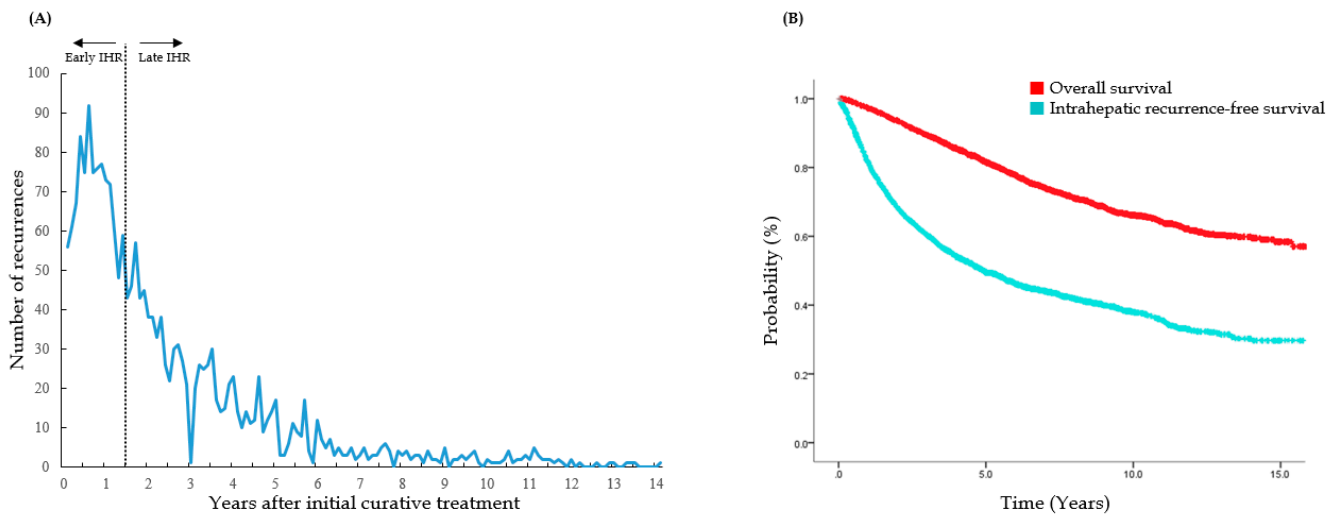 (A)
Early IHR
Late IHR
100
90
80
70
60
50
40
30
20
10
0
Number of recurrences
0 1 2 3 4 5 6 7 8 9 10 11 12 13 14
Years after initial curative treatment
(B)
Overall survival
Intrahepatic recurrence-free survival
1.0
0.8
0.6
0.4
0.2
0.0
Probability (%)
.0 5.0 10.0 15.0
Time (Years)